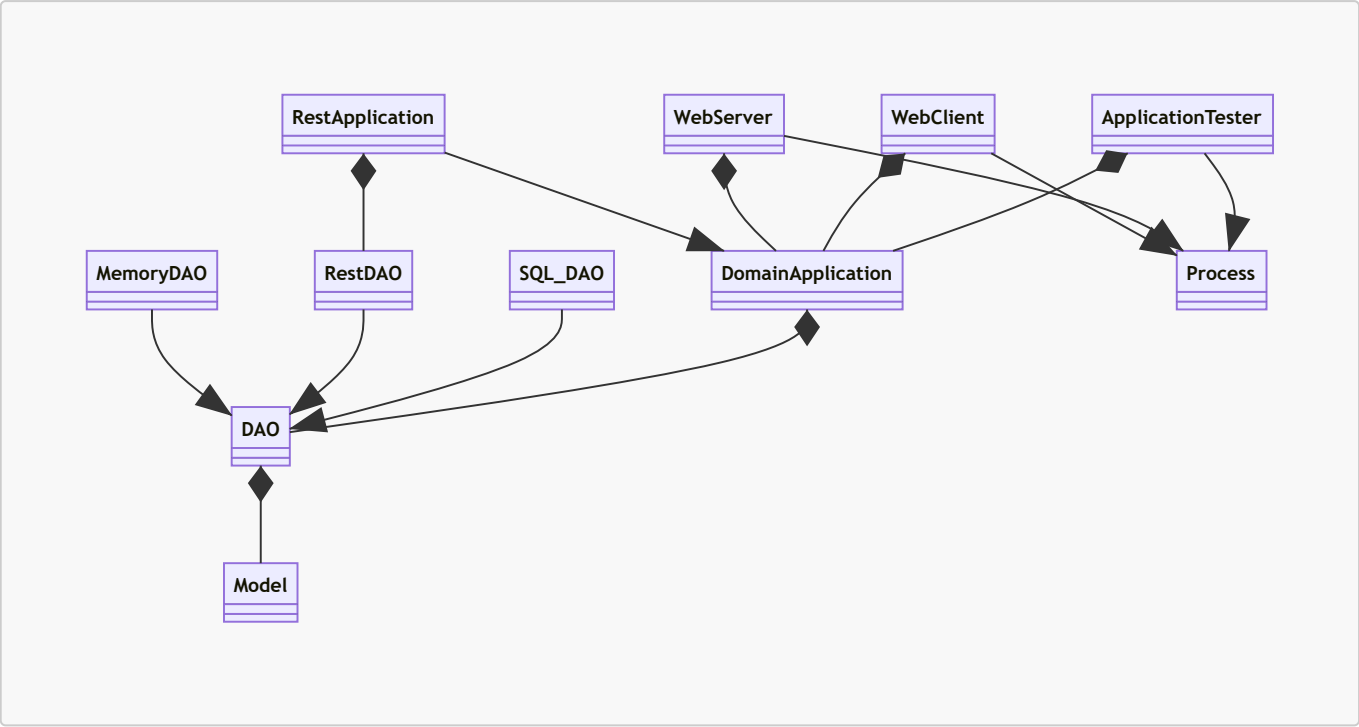 RestApplication
WebServer
WebClient
ApplicationTester
MemoryDAO
RestDAO
SQL_DAO
DomainApplication
Process
DAO
Model